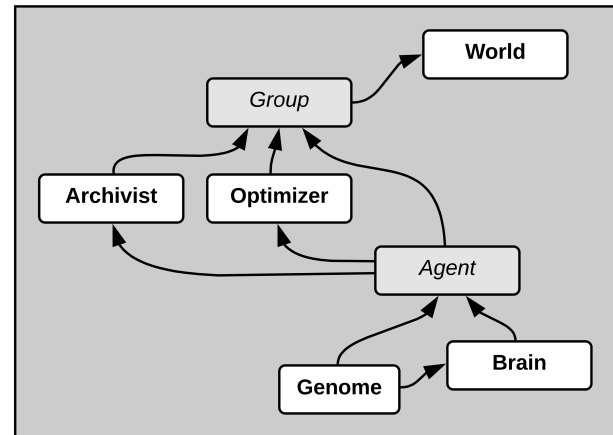 World
Group
Archivist
Optimizer
Agent
Brain
Genome